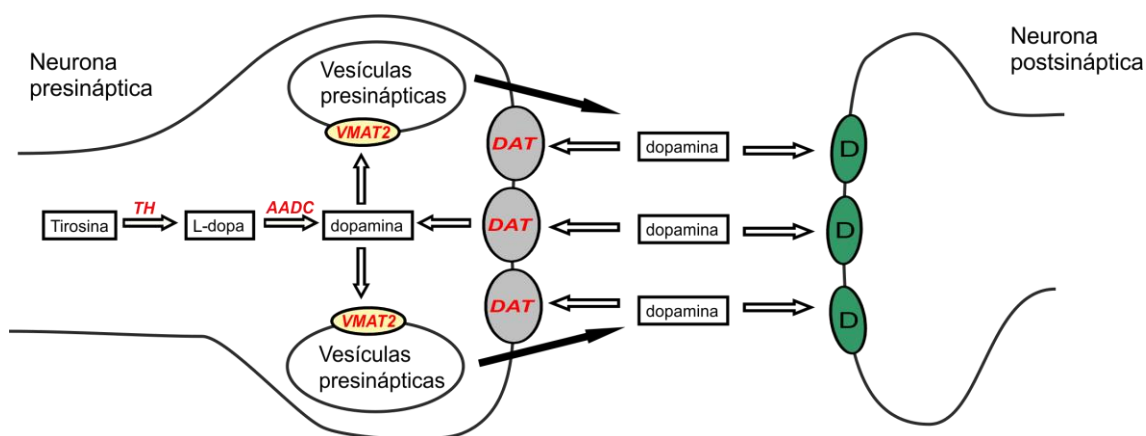 Neurona
presináptica
Vesículas
presinápticas
VMAT2
Neurona
postsináptica
DAT
dopamina
D
TH
AADC
Tirosina
L-dopa
dopamina
DAT
dopamina
D
DAT
dopamina
D
VMAT2
Vesículas
presinápticas